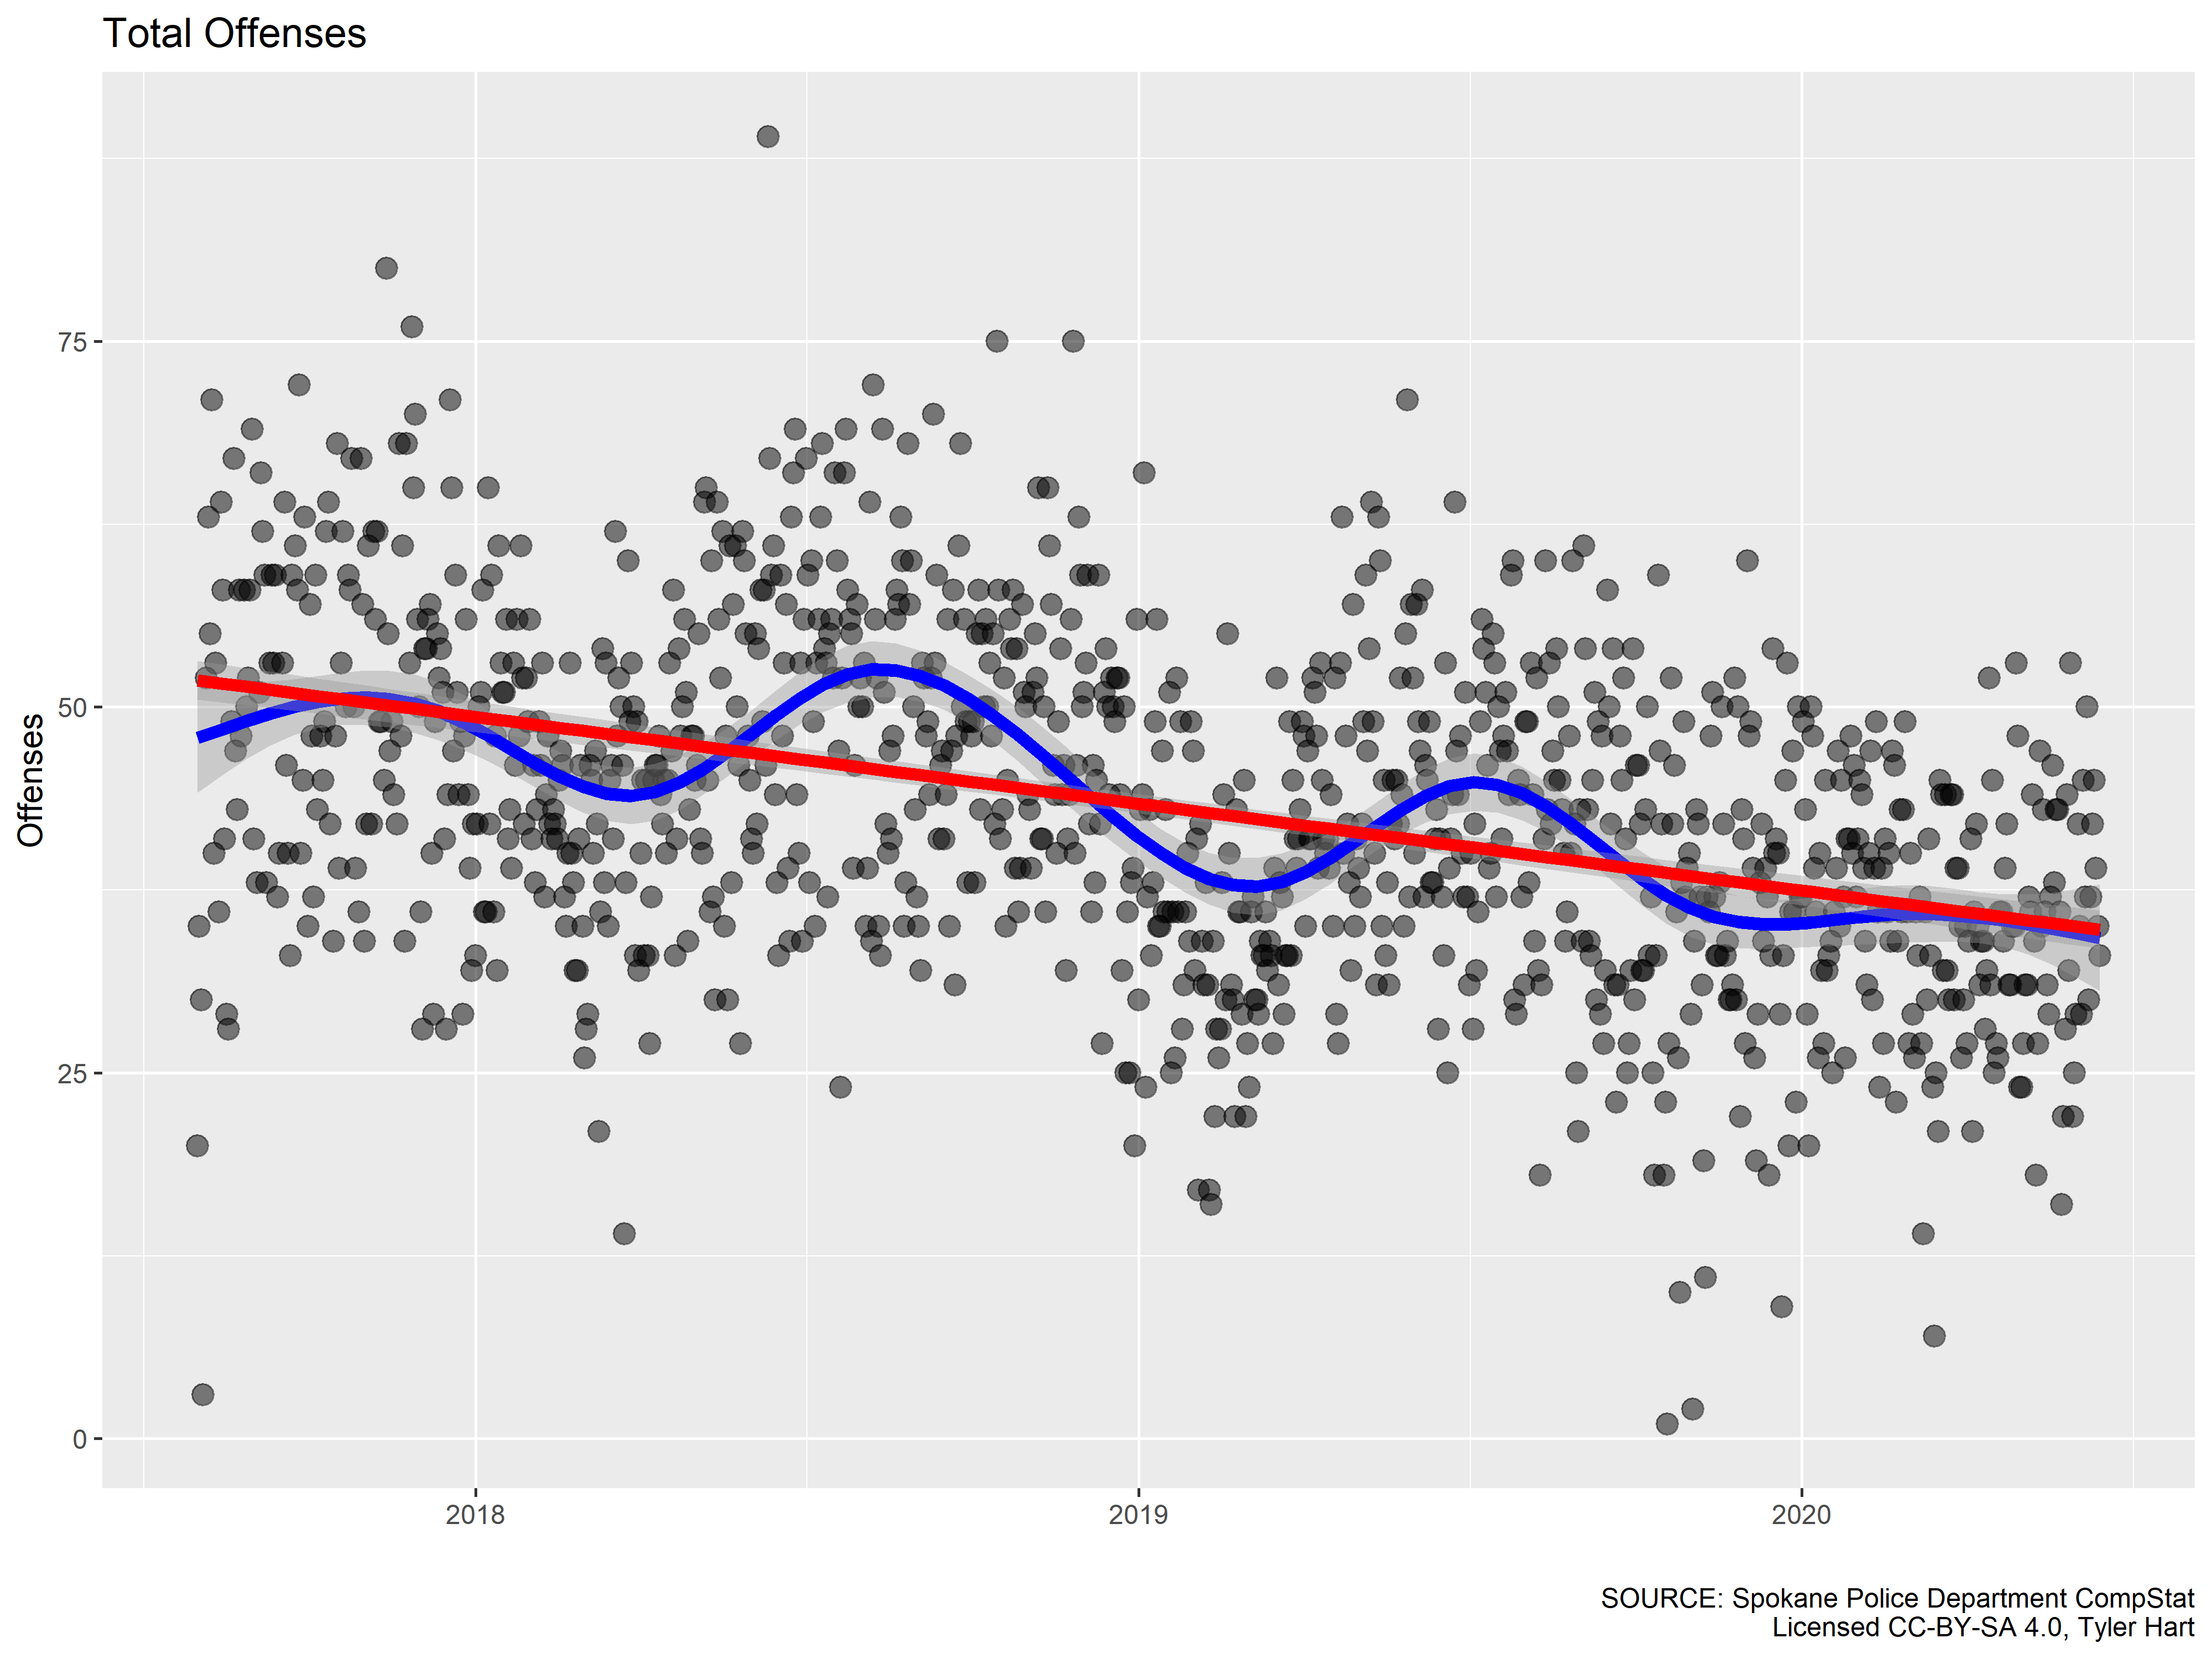 Total Offenses
75
50
25
0
Offenses
2018
2019
2020
SOURCE: Spokane Police Department CompStat
Licensed CC-BY-SA 4.0, Tyler Hart